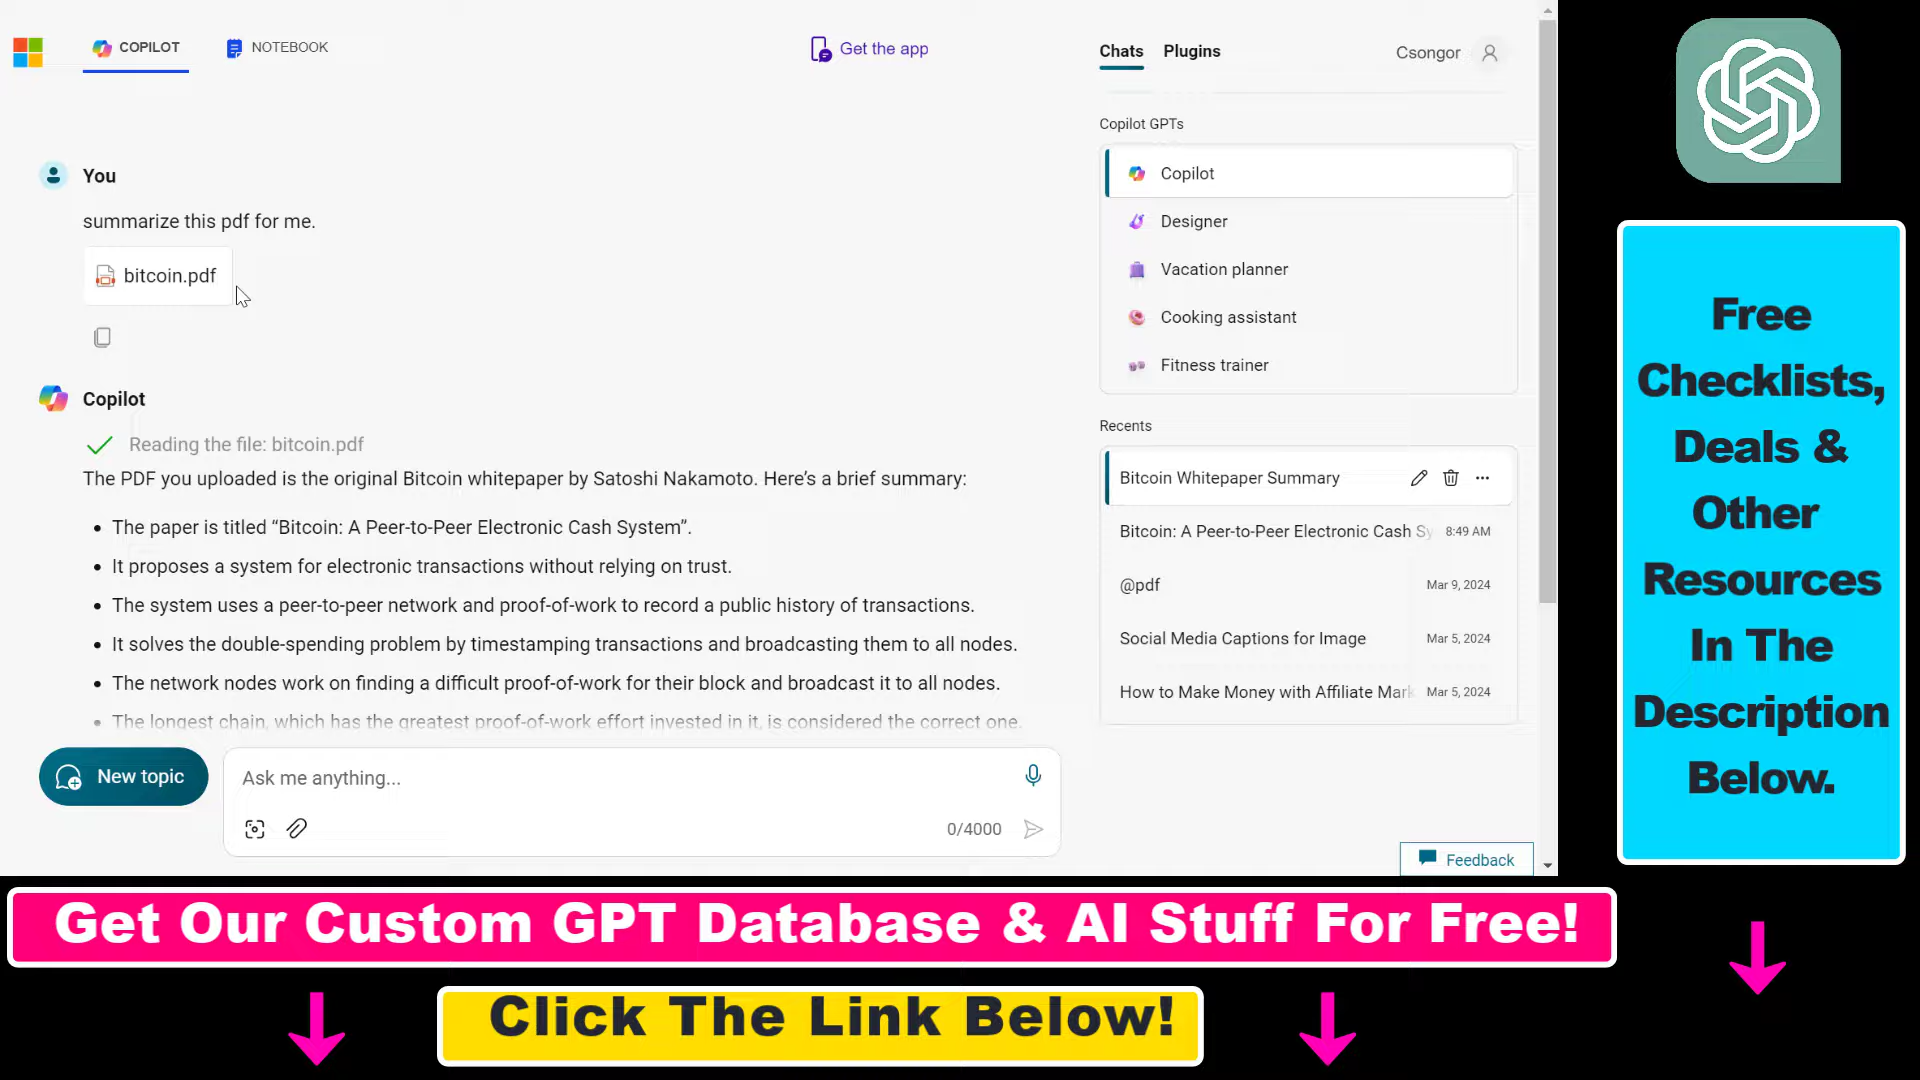 COPILOT
NOTEBOOK
Get the app
Chats
Plugins
Csongor
You
summarize this pdf for me.
bitcoin.pdf
Copilot
Reading the file: bitcoin.pdf
The PDF you uploaded is the original Bitcoin whitepaper by Satoshi Nakamoto. Here’s a brief summary:
• The paper is titled “Bitcoin: A Peer-to-Peer Electronic Cash System”.
• It proposes a system for electronic transactions without relying on trust.
• The system uses a peer-to-peer network and proof-of-work to record a public history of transactions.
• It solves the double-spending problem by timestamping transactions and broadcasting them to all nodes.
• The network nodes work on finding a difficult proof-of-work for their block and broadcast it to all nodes.
• The longest chain, which has the greatest proof-of-work effort invested in it, is considered the correct one.
New topic
Ask me anything...
0/4000
Copilot GPTs
Copilot
Designer
Vacation planner
Cooking assistant
Fitness trainer
Recents
Bitcoin Whitepaper Summary
Bitcoin: A Peer-to-Peer Electronic Cash Sy 8:49 AM
@pdf Mar 9, 2024
Social Media Captions for Image Mar 5, 2024
How to Make Money with Affiliate Mark Mar 5, 2024
Feedback
Free
Checklists,
Deals &
Other
Resources
In The
Description
Below.
Get Our Custom GPT Database & AI Stuff For Free!
Click The Link Below!